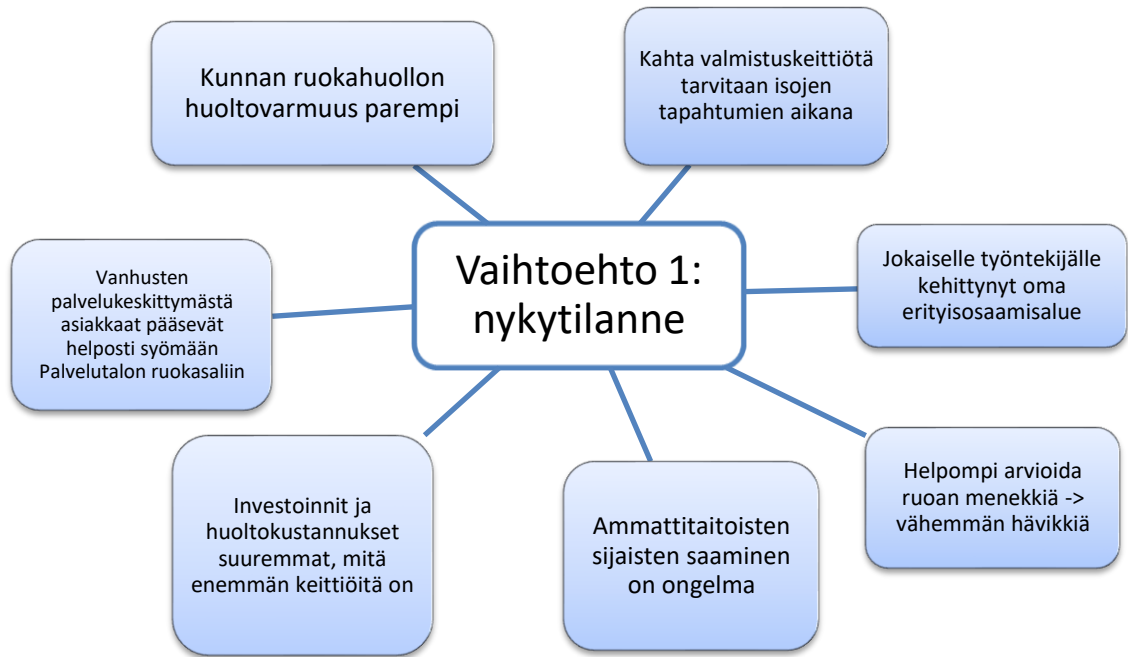 Kunnan ruokahuollon
huoltovarmuus parempi
Kahta valmistuskeittiötä
tarvitaan isojen
tapahtumien aikana
Vaihtoehto 1:
nykytilanne
Jokaiselle työntekijälle
kehittynyt oma
erityisosaamisalue
Vanhusten
palvelukeskittymästä
asiakkaat pääsevät
helposti syömään
Palvelutalon ruokasaliin
Helpompi arvioida
ruoan menekkiä ->
vähemmän hävikkiä
Investoinnit ja
huoltokustannukset
suuremmat, mitä
enemmän keittiöitä on
Ammattitaitoisten
sijaisten saaminen
on ongelma